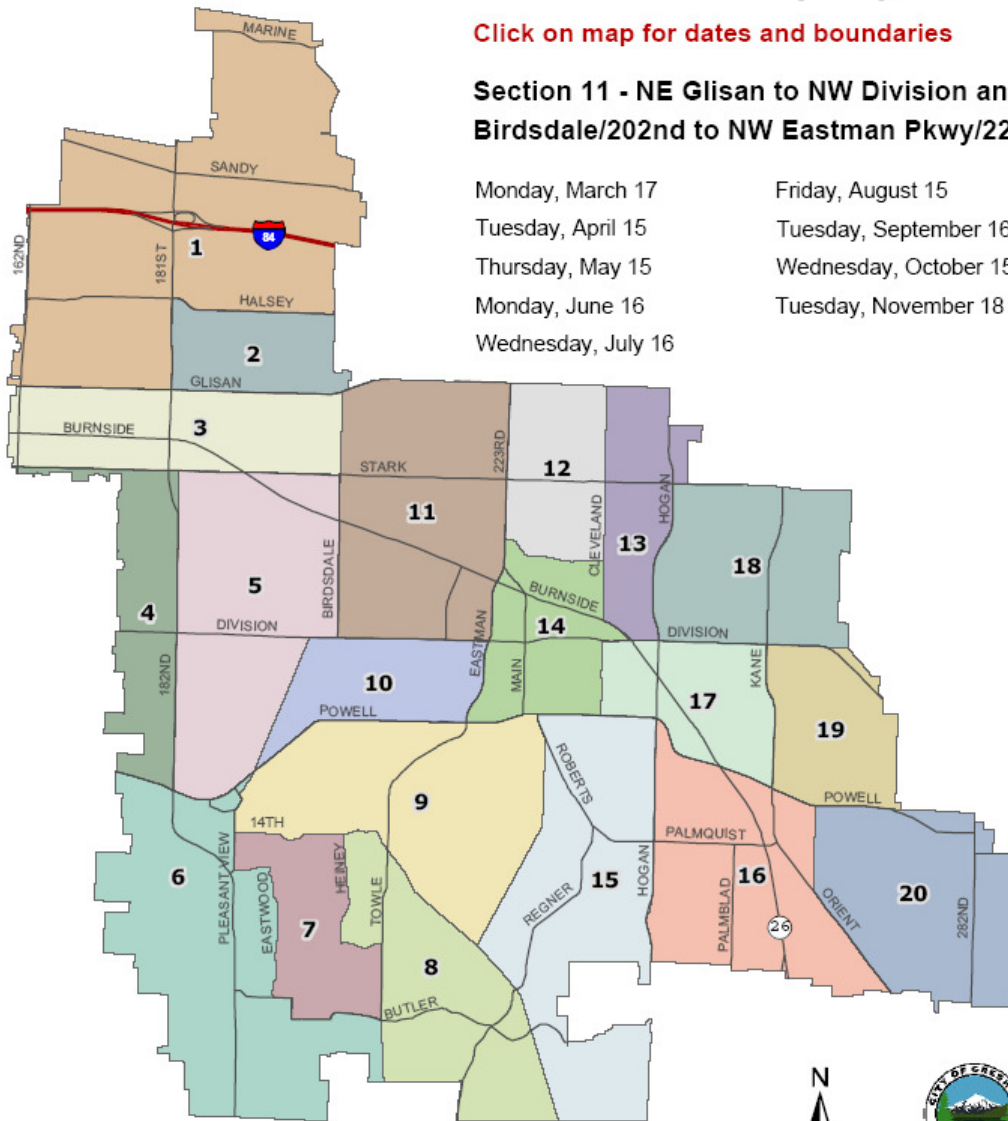 Click on map for dates and boundaries
Section 11 - NE Glisan to NW Division an
Birdsdale/202nd to NW Eastman Pkwy/22
Monday, March 17
Friday, August 15
Tuesday, April 15
Tuesday, September 16
Thursday, May 15
Wednesday, October 15
Monday, June 16
Tuesday, November 18
Wednesday, July 16
MARINE
SANDY
84
162ND
181ST
1
HALSEY
2
GLISAN
BURNSIDE
3
STARK
223RD
12
HOGAN
11
CLEVELAND
13
BIRDSDALE
18
5
4
BURNSIDE
DIVISION
14
DIVISION
EASTMAN
MAIN
KANE
182ND
10
17
POWELL
19
ROBERTS
9
POWELL
14TH
PALMQUIST
PLEASANT VIEW
HEINEY
TOWLE
6
EASTWOOD
7
REGNER
15
HOGAN
PALMBLAD
16
ORIENT
20
282ND
26
8
BUTLER
N
CITY OF GRESH